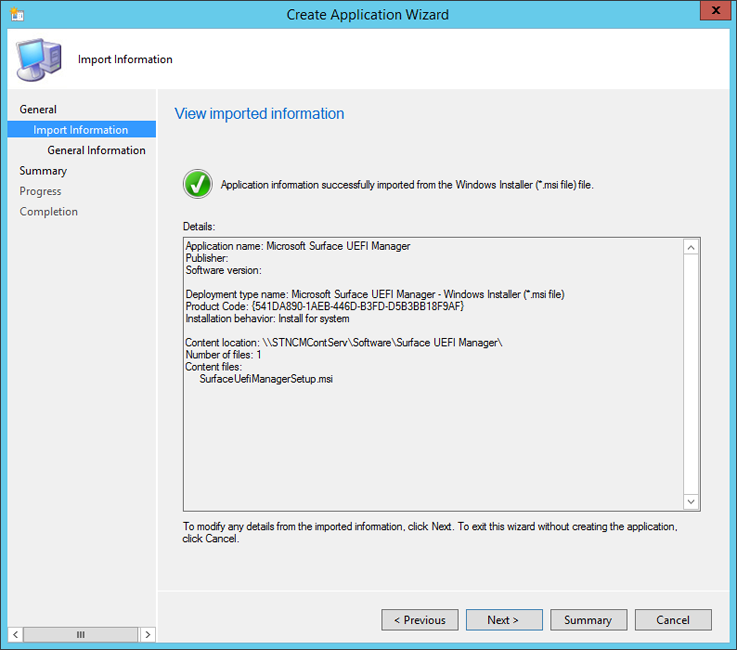 Create Application Wizard
x
Import Information
General
Import Information
General Information
Summary
Progress
Completion
View imported information
Application information successfully imported from the Windows Installer (*.msi file) file.
Details:
Application name: Microsoft Surface UEFI Manager
Publisher:
Software version:
Deployment type name: Microsoft Surface UEFI Manager - Windows Installer (*.msi file)
Product Code: {541DA890-1AEB-446D-B3FD-D5B3BB18F9AF}
Installation behavior: Install for system
Content location: \\STNCMContServ\Software\Surface UEFI Manager\
Number of files: 1
Content files:
SurfaceUefiManagerSetup.msi
To modify any details from the imported information, click Next. To exit this wizard without creating the application,
click Cancel.
< Previous
Next >
Summary
Cancel